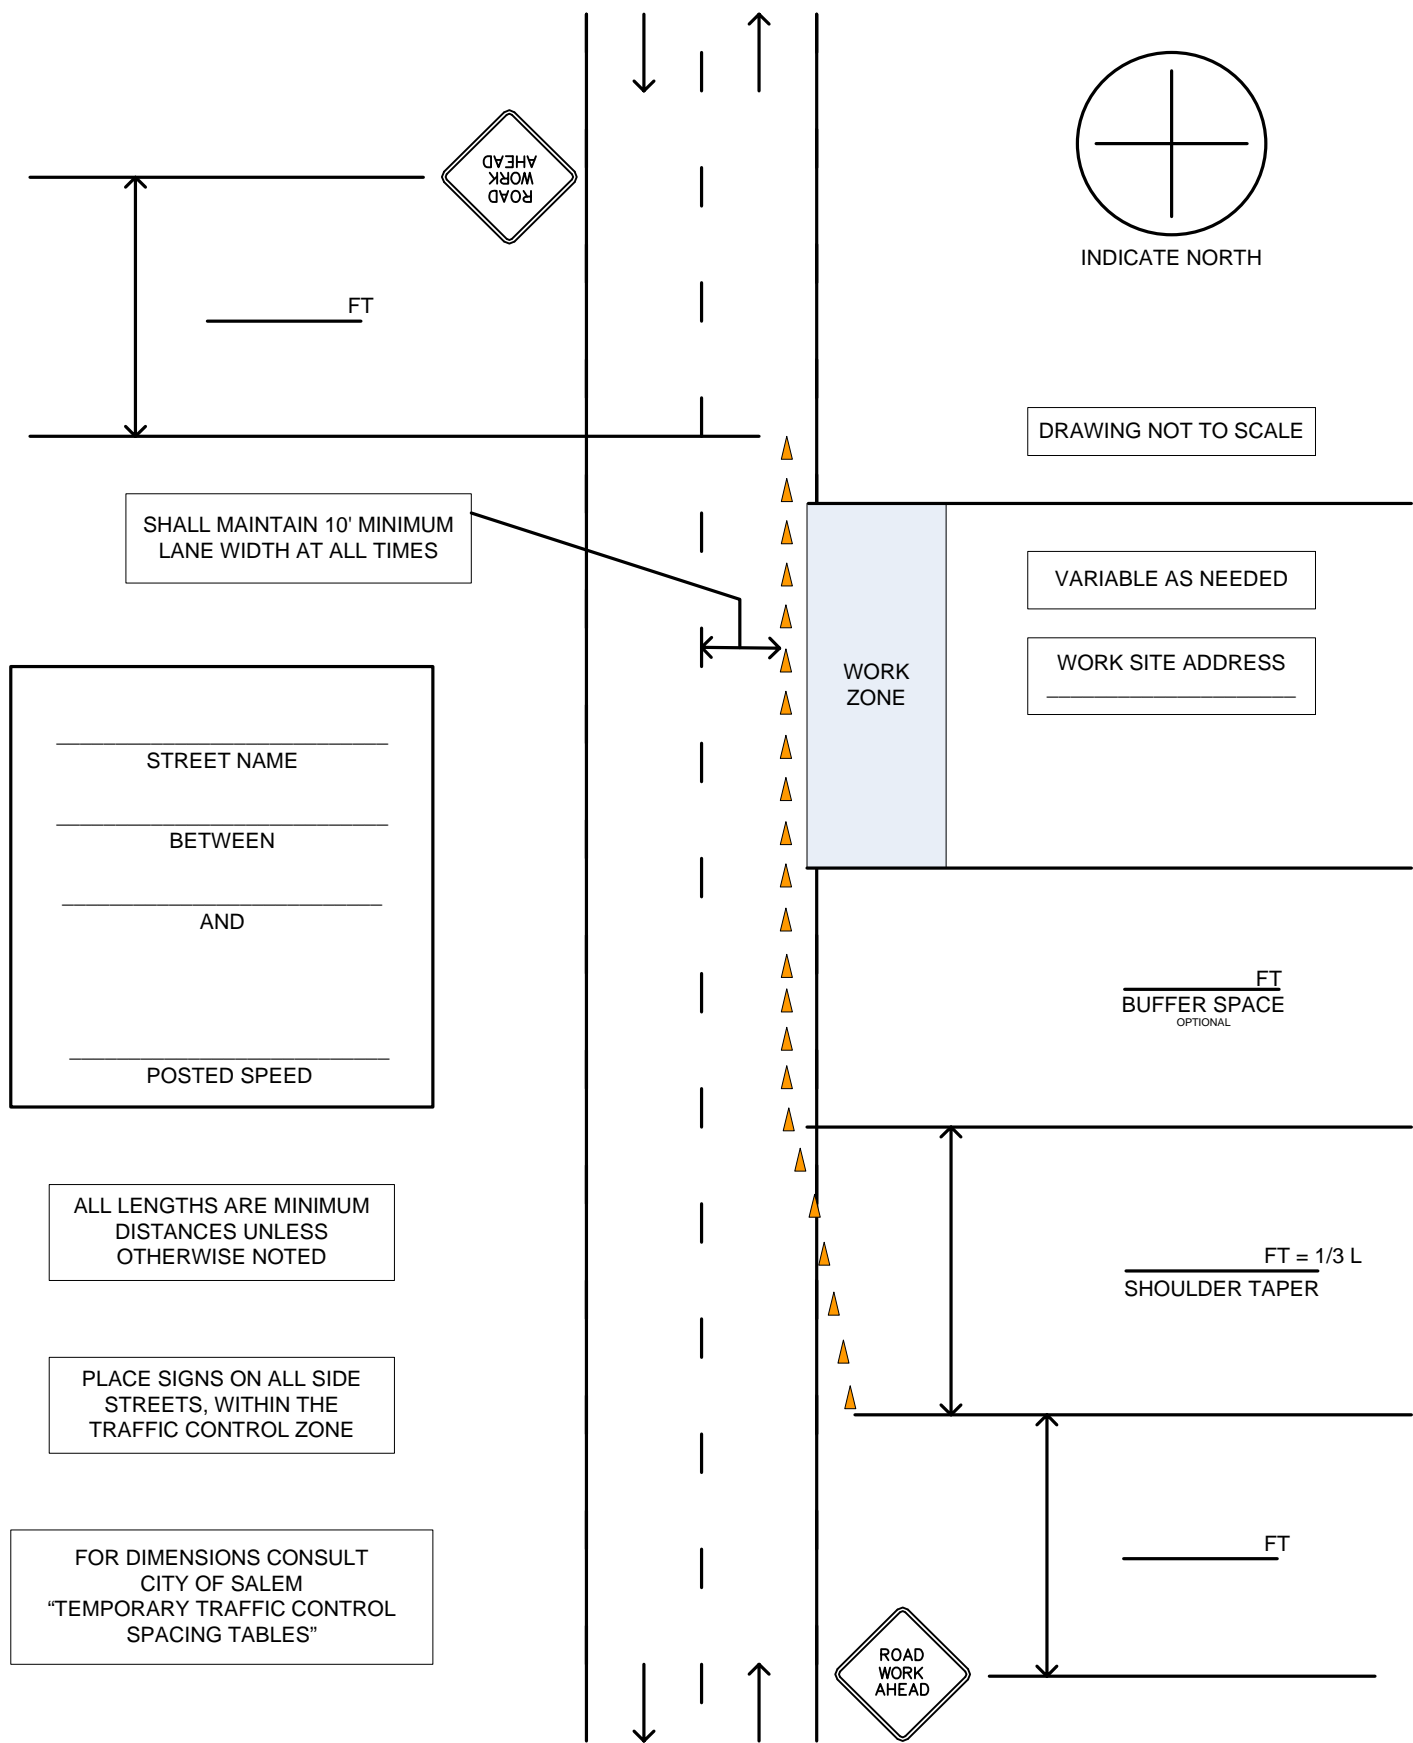 ROAD
WORK
AHEAD
INDICATE NORTH
FT
DRAWING NOT TO SCALE
SHALL MAINTAIN 10' MINIMUM
LANE WIDTH AT ALL TIMES
VARIABLE AS NEEDED
WORK SITE ADDRESS
WORK
ZONE
STREET NAME
BETWEEN
AND
POSTED SPEED
FT
BUFFER SPACE
OPTIONAL
ALL LENGTHS ARE MINIMUM
DISTANCES UNLESS
OTHERWISE NOTED
FT = 1/3 L
SHOULDER TAPER
PLACE SIGNS ON ALL SIDE
STREETS, WITHIN THE
TRAFFIC CONTROL ZONE
FT
FOR DIMENSIONS CONSULT
CITY OF SALEM
“TEMPORARY TRAFFIC CONTROL
SPACING TABLES”
ROAD
WORK
AHEAD